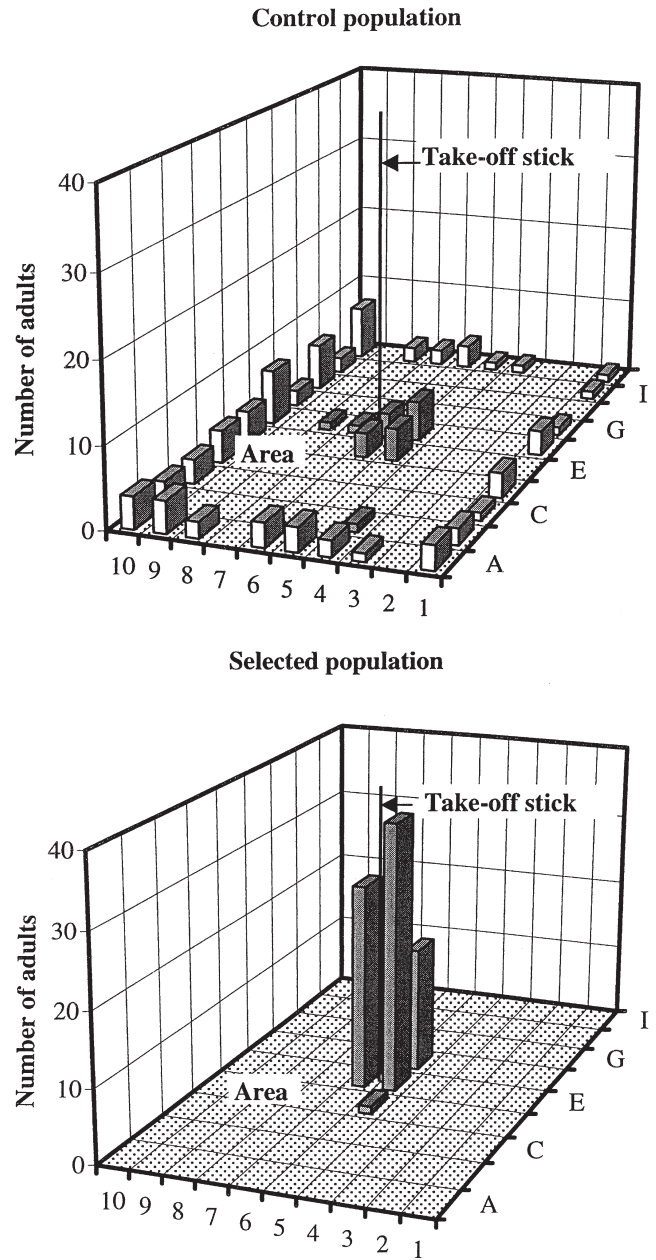 Control population
Take-off stick
40
30
20
10
0
Number of adults
Area
10 9 8 7 6 5 4 3 2 1
A
C
E
G
I
Selected population
Take-off stick
40
30
20
10
0
Number of adults
Area
10 9 8 7 6 5 4 3 2 1
A
C
E
G
I